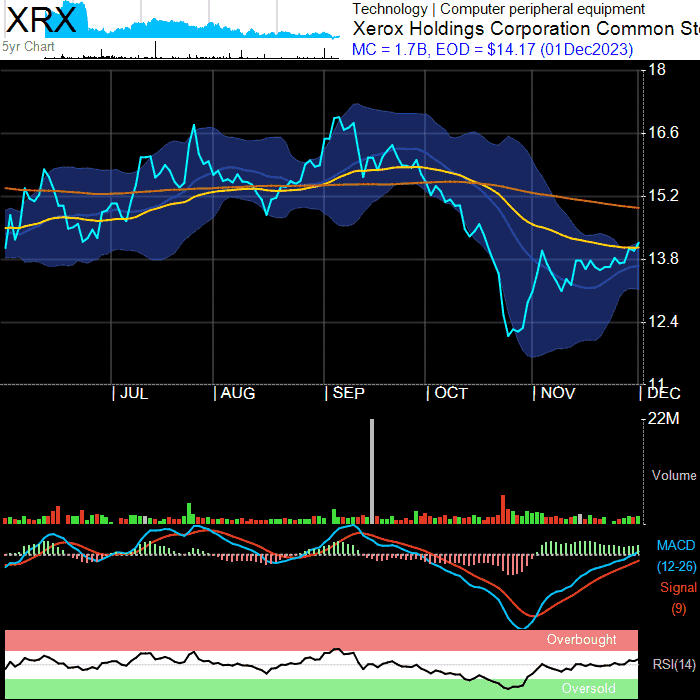 XRX
5yr Chart
Technology | Computer peripheral equipment
Xerox Holdings Corporation Common Sto
MC = 1.7B, EOD = $14.17 (01Dec2023)
18
16.6
15.2
13.8
12.4
11
JUL AUG SEP OCT NOV DEC
22M
Volume
MACD
(12-26)
Signal
(9)
Overbought
RSI(14)
Oversold